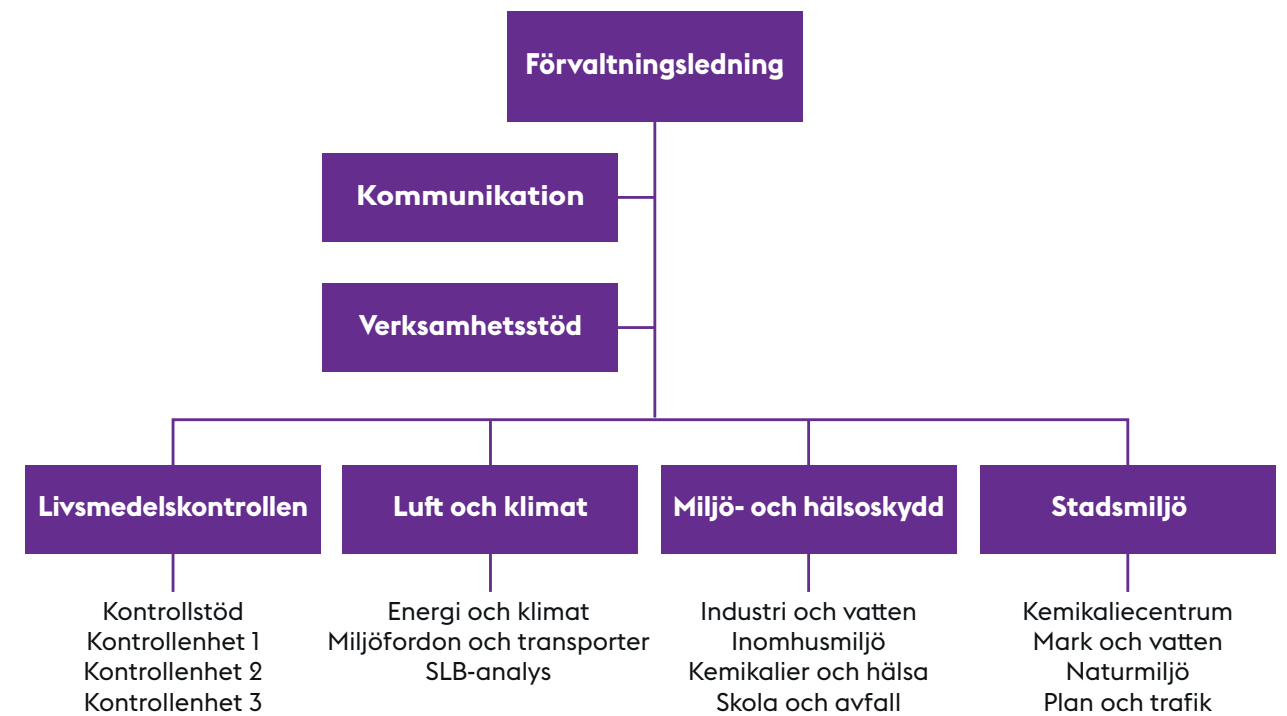 Förvaltningsledning
Kommunikation
Verksamhetsstöd
Livsmedelskontrollen
Kontrollstöd
Kontrollenhet 1
Kontrollenhet 2
Kontrollenhet 3
Luft och klimat
Energi och klimat
Miljöfordon och transporter
SLB-analys
Miljö- och hälsoskydd
Industri och vatten
Inomhusmiljö
Kemikalier och hälsa
Skola och avfall
Stadsmiljö
Kemikaliecentrum
Mark och vatten
Naturmiljö
Plan och trafik